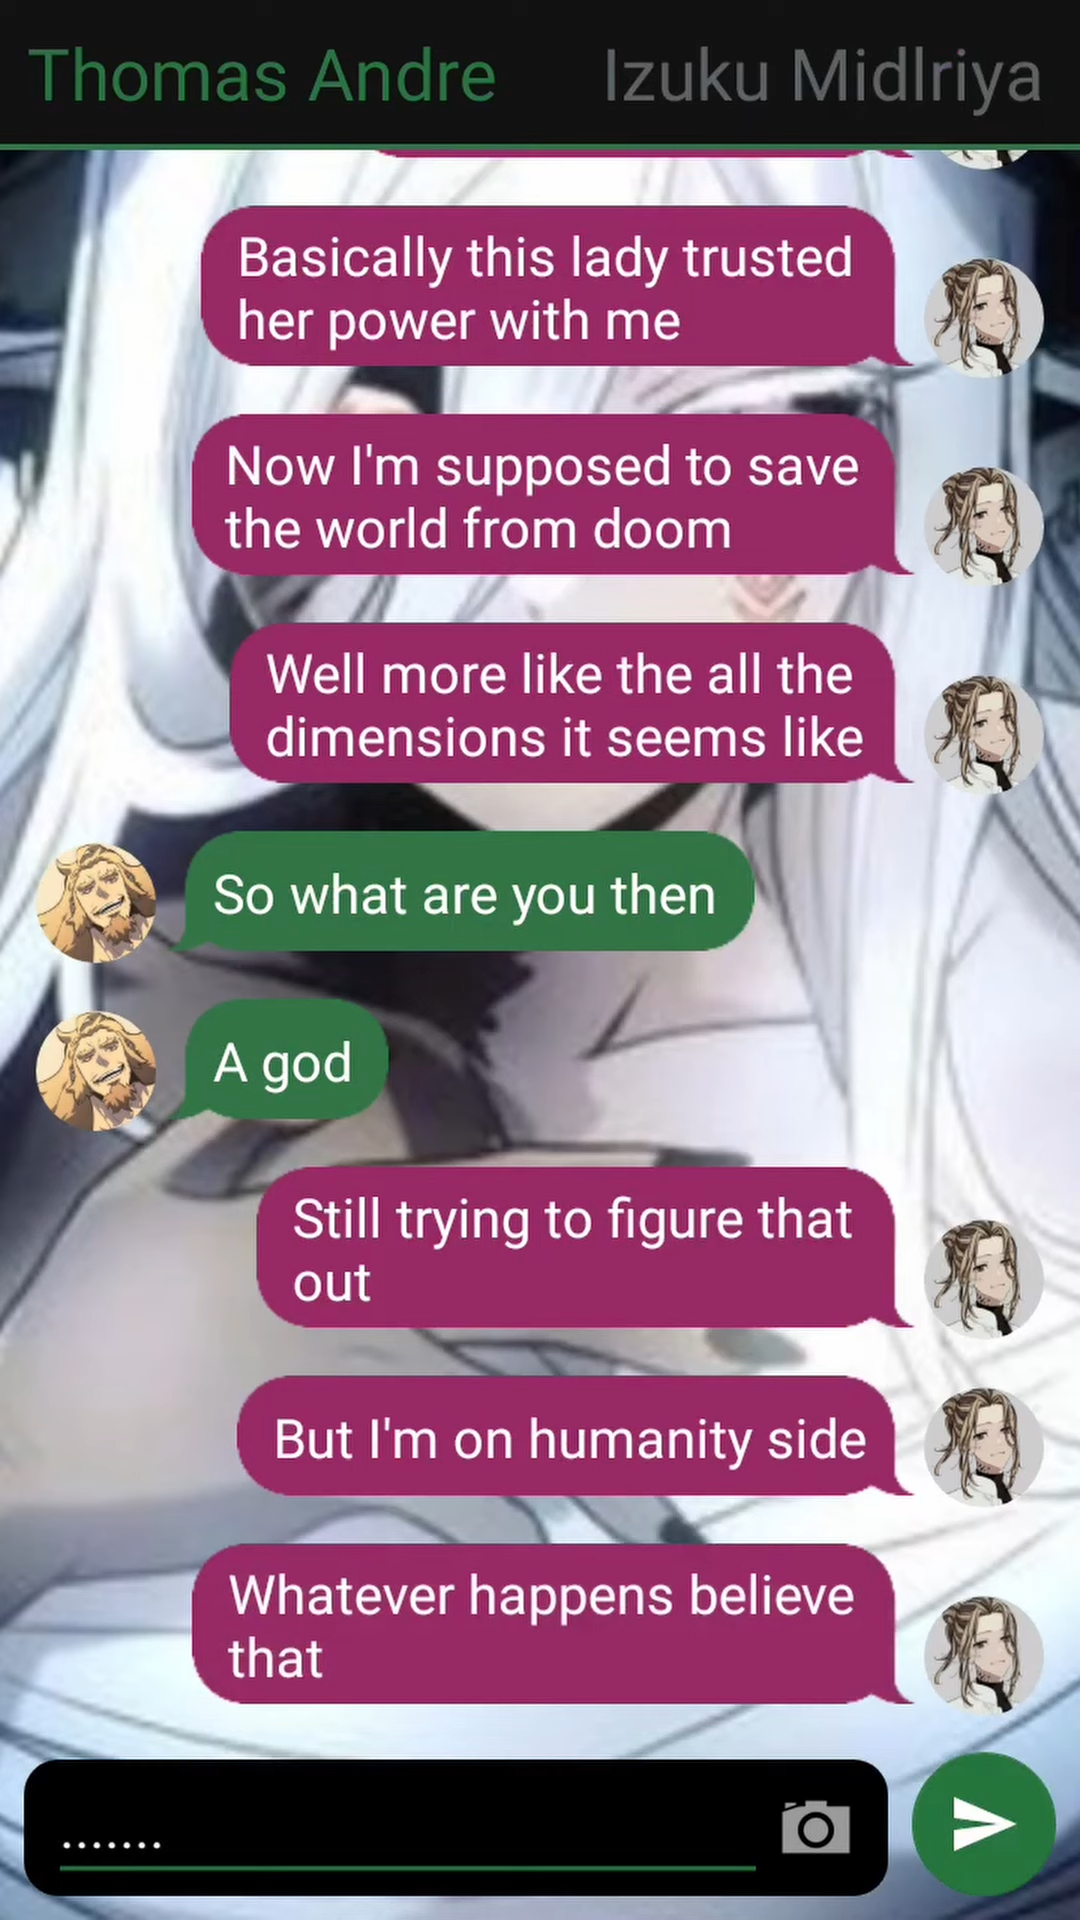 Thomas Andre Izuku Midlriya
Basically this lady trusted
her power with me
Now I'm supposed to save
the world from doom
Well more like the all the
dimensions it seems like
So what are you then
A god
Still trying to figure that
out
But I'm on humanity side
Whatever happens believe
that
.......